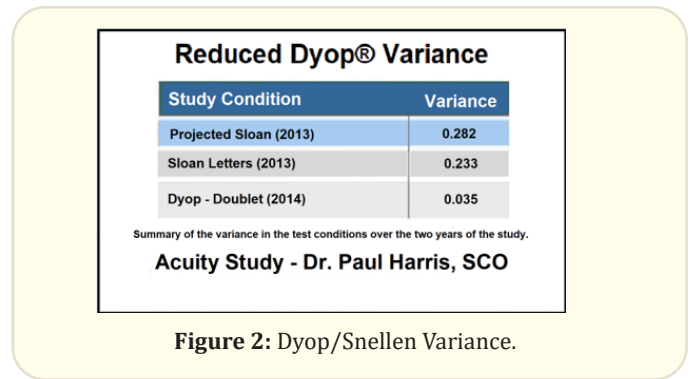 Reduced Dyop® Variance
Study Condition Variance
Projected Sloan (2013) 0.282
Sloan Letters (2013) 0.233
Dyop - Doublet (2014) 0.035
Summary of the variance in the test conditions over the two years of the study.
Acuity Study - Dr. Paul Harris, SCO
Figure 2: Dyop/Snellen Variance.